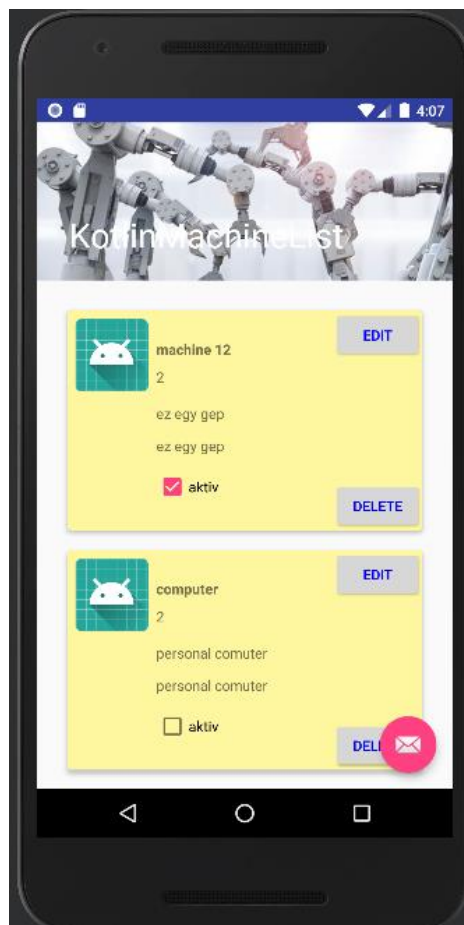 4:07
KotlinMachineList
EDIT
machine 12
2
ez egy gep
ez egy gep
aktiv
DELETE
EDIT
computer
2
personal comuter
personal comuter
aktiv
DEL